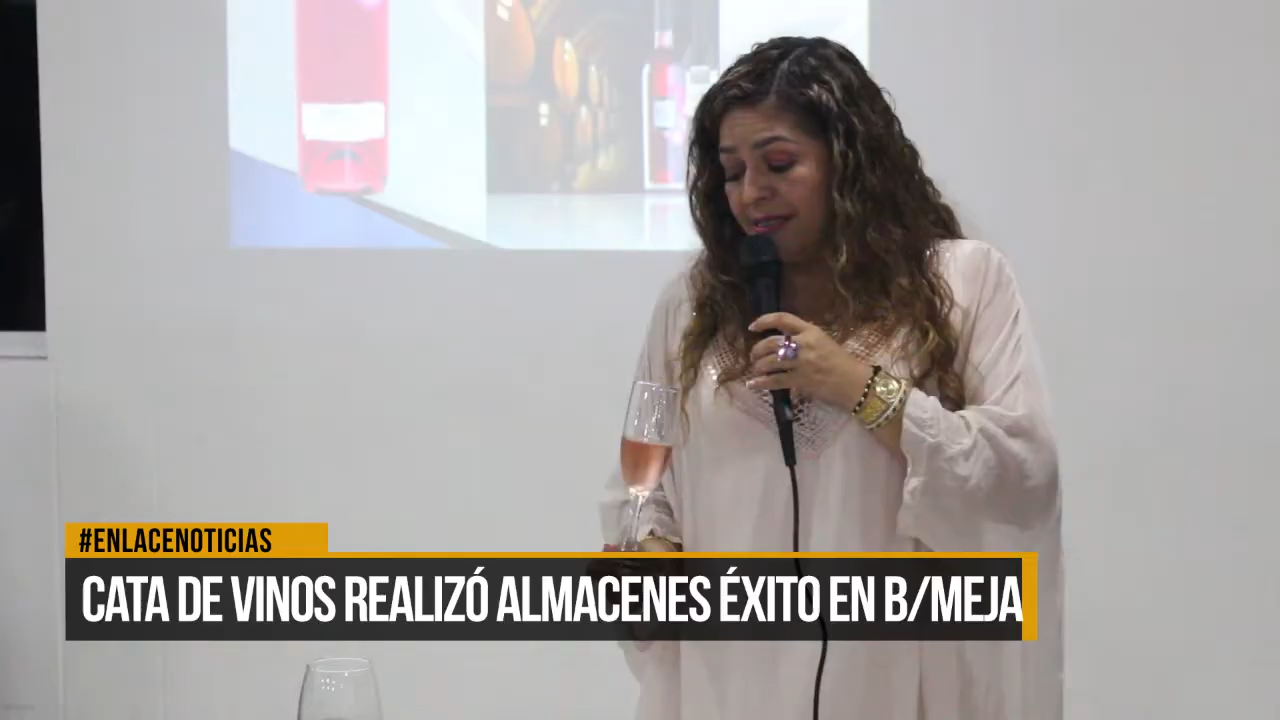 #ENLACENOTICIAS
CATA DE VINOS REALIZÓ ALMACENES ÉXITO EN B/MEJA